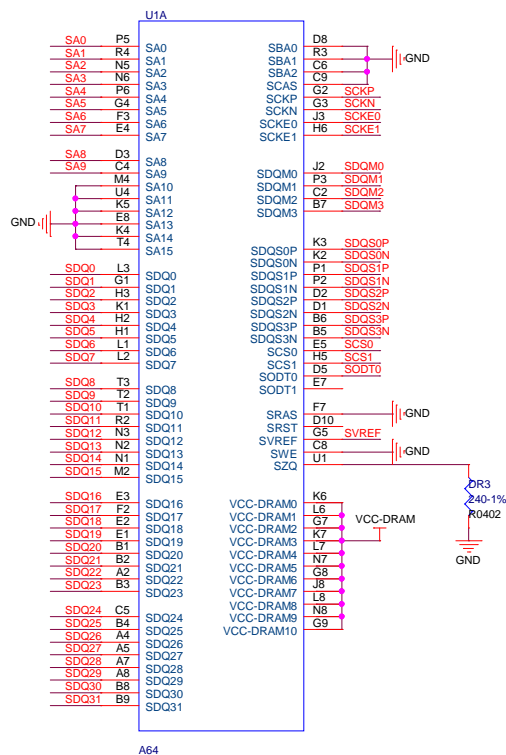 U1A
SA0 P5 SA0 SBA0 D8
SA1 R4 SA1 SBA1 R3 GND
SA2 N5 SA2 SBA2 C6
SA3 N6 SA3 SCAS C9
SA4 P6 SA4 SCKP G2 SCKP
SA5 G4 SA5 SCKN G3 SCKN
SA6 F3 SA6 SCKE0 J3 SCKE0
SA7 E4 SA7 SCKE1 H6 SCKE1
SA8 D3 SA8 SDQM0 J2 SDQM0
SA9 C4 SA9 SDQM1 P3 SDQM1
M4 SA10 SDQM2 C2 SDQM2
U4 SA11 SDQM3 B7 SDQM3
K5 SA12
GND E8 SA13
K4 SA14
T4 SA15
SDQS0P K3 SDQS0P
SDQS0N K2 SDQS0N
SDQ0 L3 SDQ0 SDQS1P P1 SDQS1P
SDQ1 G1 SDQ1 SDQS1N P2 SDQS1N
SDQ2 H3 SDQ2 SDQS2P D2 SDQS2P
SDQ3 K1 SDQ3 SDQS2N D1 SDQS2N
SDQ4 H2 SDQ4 SDQS3P B6 SDQS3P
SDQ5 H1 SDQ5 SDQS3N B5 SDQS3N
SDQ6 L1 SDQ6 SCS0 E5 SCS0
SDQ7 L2 SDQ7 SCS1 H5 SCS1
SODT0 D5 SODT0
SDQ8 T3 SDQ8 SODT1 E7
SDQ9 T2 SDQ9
SDQ10 T1 SDQ10 SRAS F7 GND
SDQ11 R2 SDQ11 SRST D10
SDQ12 N3 SDQ12 SVREF G5 SVREF
SDQ13 N2 SDQ13 SWE C8 GND
SDQ14 N1 SDQ14 SZQ U1
SDQ15 M2 SDQ15
DR3
240-1%
R0402
GND
SDQ16 E3 SDQ16 VCC-DRAM0 K6
SDQ17 F2 SDQ17 VCC-DRAM1 L6
SDQ18 E2 SDQ18 VCC-DRAM2 G7
SDQ19 E1 SDQ19 VCC-DRAM3 K7 VCC-DRAM
SDQ20 B1 SDQ20 VCC-DRAM4 L7
SDQ21 B2 SDQ21 VCC-DRAM5 N7
SDQ22 A2 SDQ22 VCC-DRAM6 G8
SDQ23 B3 SDQ23 VCC-DRAM7 J8
VCC-DRAM8 L8
SDQ24 C5 SDQ24 VCC-DRAM9 N8
SDQ25 B4 SDQ25 VCC-DRAM10 G9
SDQ26 A4 SDQ26
SDQ27 A5 SDQ27
SDQ28 A7 SDQ28
SDQ29 A8 SDQ29
SDQ30 B8 SDQ30
SDQ31 B9 SDQ31
A64